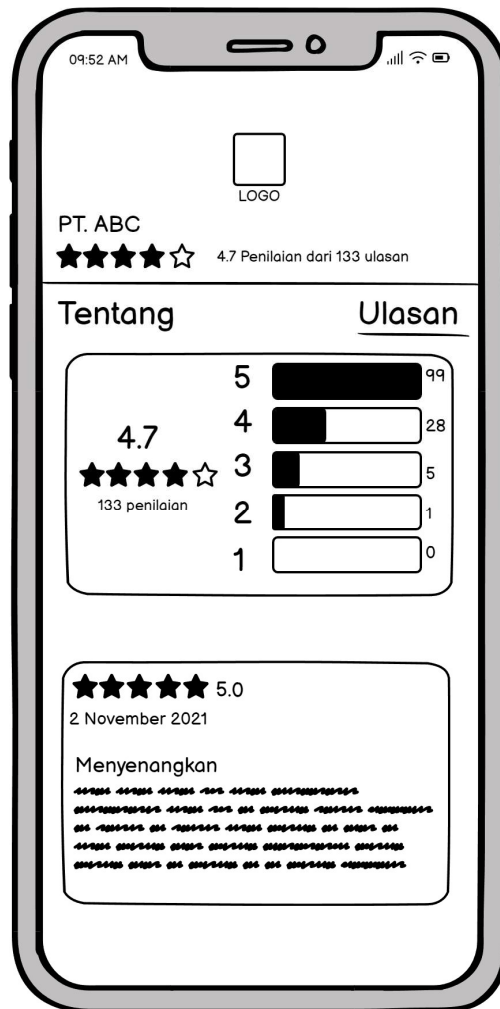 09:52 AM
LOGO
PT. ABC
4.7 Penilaian dari 133 ulasan
Tentang Ulasan
5 99
4 28
4.7
3 5
133 penilaian
2 1
1 0
5.0
2 November 2021
Menyenangkan